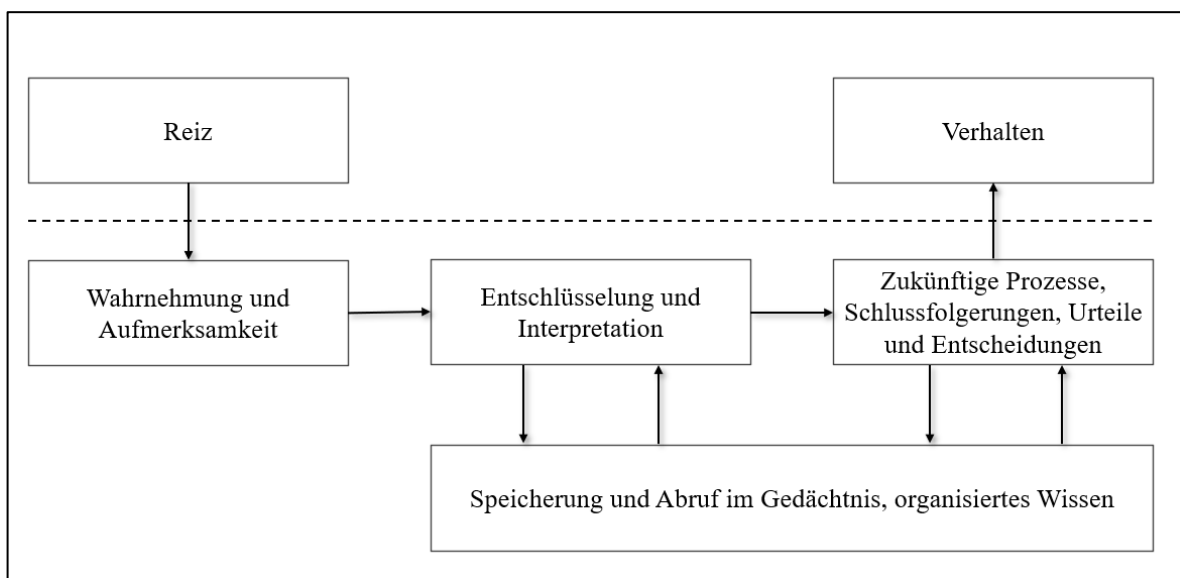 Reiz
Verhalten
Wahrnehmung und
Aufmerksamkeit
Entschlüsselung und
Interpretation
Zukünftige Prozesse,
Schlussfolgerungen, Urteile
und Entscheidungen
Speicherung und Abruf im Gedächtnis, organisiertes Wissen